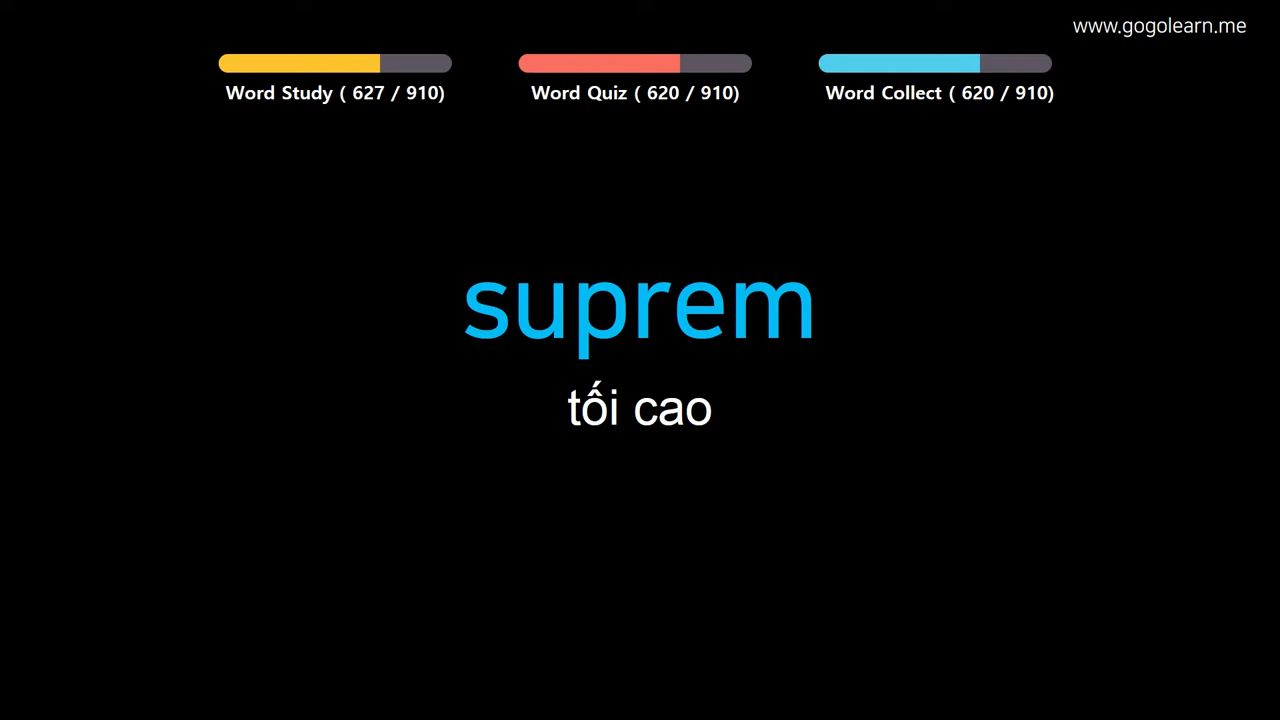 www.gogolearn.me
Word Study ( 627 / 910)
Word Quiz ( 620 / 910)
Word Collect ( 620 / 910)
suprem
tối cao